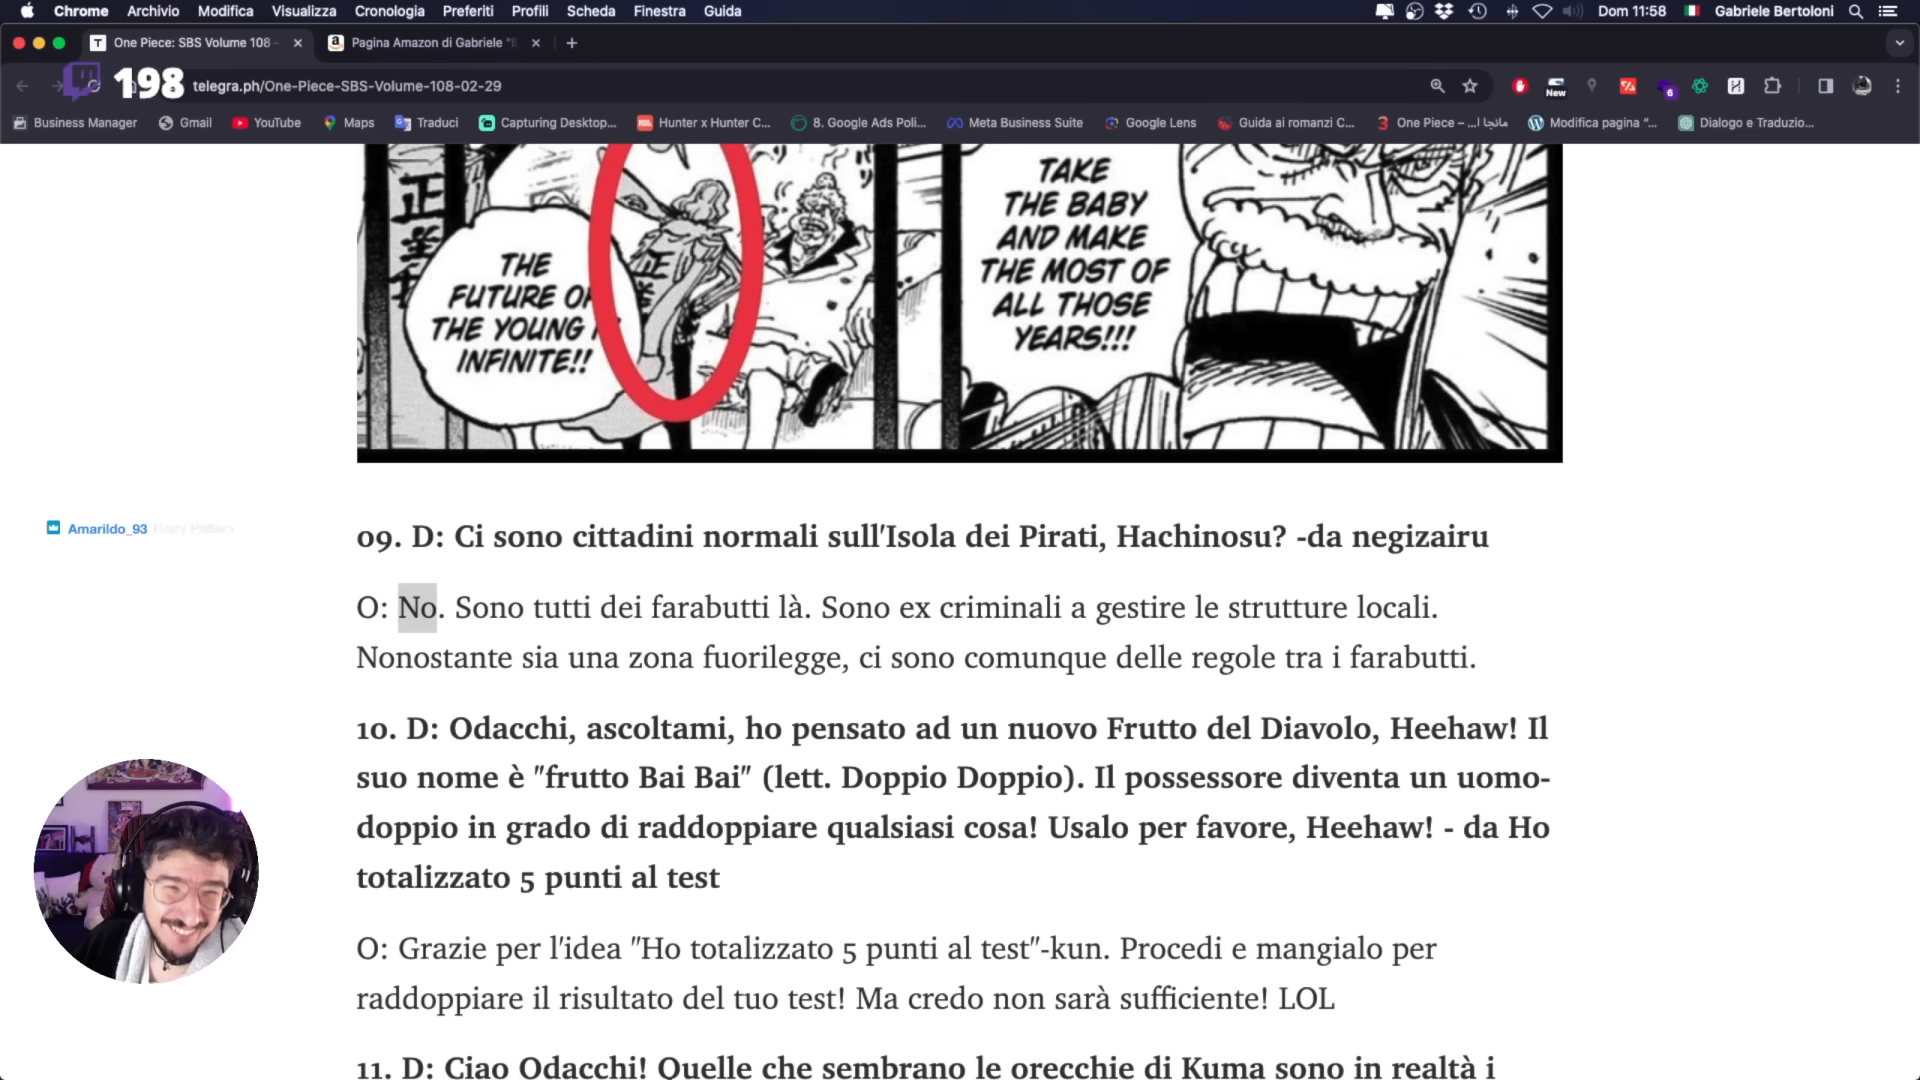 Chrome Archivio Modifica Visualizza Cronologia Preferiti Profili Scheda Finestra Guida Dom 11:58 Gabriele Bertoloni
One Piece: SBS Volume 108 Pagina Amazon di Gabriele
198 telegra.ph/One-Piece-SBS-Volume-108-02-29 New 6
Business Manager Gmail YouTube Maps Traduci Capturing Desktop... Hunter x Hunter C... 8. Google Ads Poli... Meta Business Suite Google Lens Guida ai romanzi C... One Piece – ...مانجا ا Modifica pagina "... Dialogo e Traduzio...
THE
FUTURE OF
THE YOUNG
INFINITE!!
正
正
TAKE
THE BABY
AND MAKE
THE MOST OF
ALL THOSE
YEARS!!!
Amarildo_93
09. D: Ci sono cittadini normali sull'Isola dei Pirati, Hachinosu? -da negizairu
O: No. Sono tutti dei farabutti là. Sono ex criminali a gestire le strutture locali.
Nonostante sia una zona fuorilegge, ci sono comunque delle regole tra i farabutti.
10. D: Odacchi, ascoltami, ho pensato ad un nuovo Frutto del Diavolo, Heehaw! Il
suo nome è "frutto Bai Bai" (lett. Doppio Doppio). Il possessore diventa un uomo-
doppio in grado di raddoppiare qualsiasi cosa! Usalo per favore, Heehaw! - da Ho
totalizzato 5 punti al test
O: Grazie per l'idea "Ho totalizzato 5 punti al test"-kun. Procedi e mangialo per
raddoppiare il risultato del tuo test! Ma credo non sarà sufficiente! LOL
11. D: Ciao Odacchi! Quelle che sembrano le orecchie di Kuma sono in realtà i